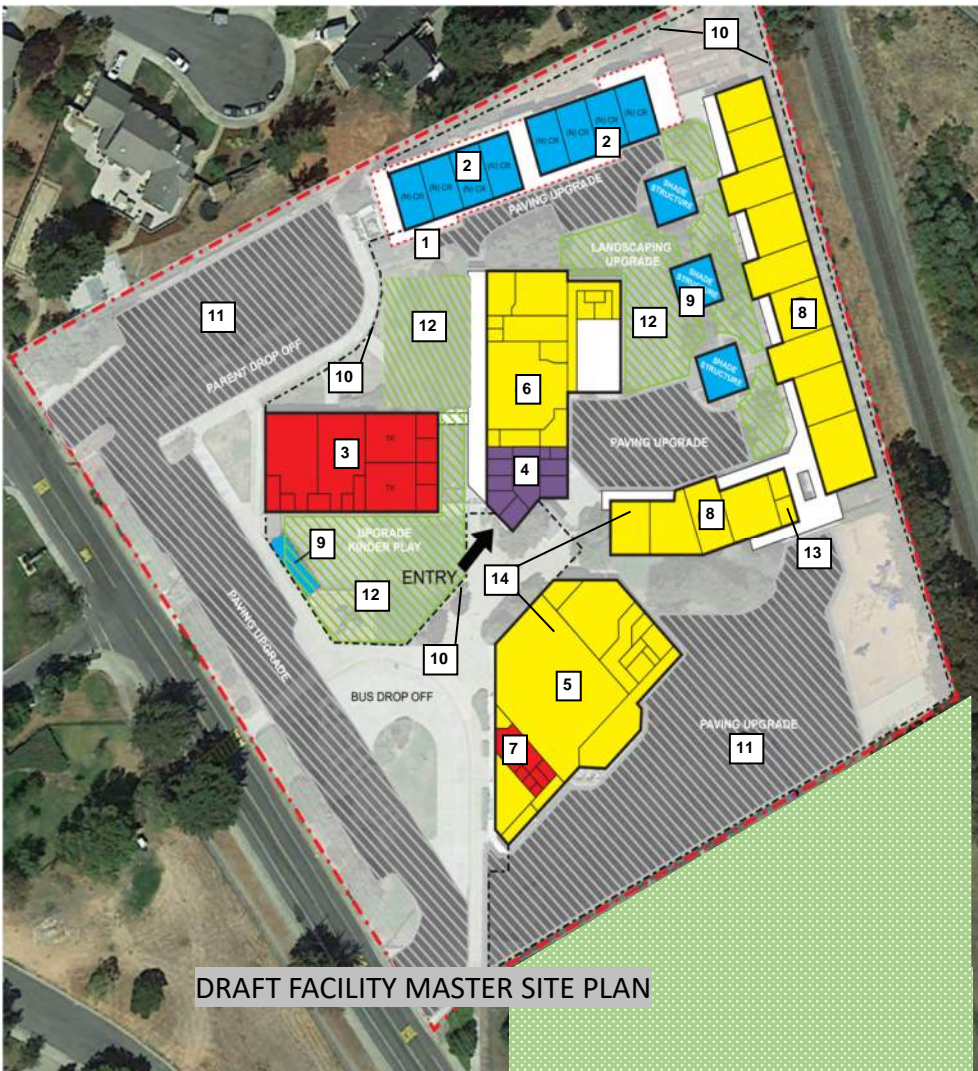 10
(N) CR
(N) CR
(N) CR
(N) CR
2
2
(N) CR
(N) CR
(N) CR
(N) CR
PAVING UPGRADE
SHADE
STRUCTURE
1
LANDSCAPING
UPGRADE
SHADE
STRUCTURE
9
11
12
12
8
PARENT DROP OFF
10
6
SHADE
STRUCTURE
3
TK
TK
4
PAVING UPGRADE
8
UPGRADE
KINDER PLAY
9
ENTRY
14
13
12
PAVING UPGRADE
10
BUS DROP OFF
5
7
PAVING UPGRADE
11
DRAFT FACILITY MASTER SITE PLAN